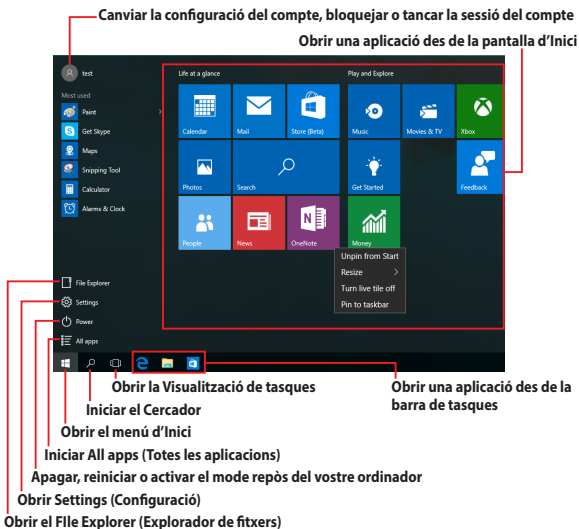 Canviar la configuració del compte, bloquejar o tancar la sessió del compte
Obrir una aplicació des de la pantalla d’Inici
test
Life at a glance
Play and Explore
Most used
Paint
Get Skype
Maps
Snipping Tool
Calculator
Alarms & Clock
Calendar
Mail
Store (Beta)
Music
Movies & TV
Xbox
Photos
Search
Get Started
Feedback
People
News
OneNote
Money
Unpin from Start
Resize
Turn live tile off
Pin to taskbar
File Explorer
Settings
Power
All apps
Obrir la Visualització de tasques
Obrir una aplicació des de la
barra de tasques
Iniciar el Cercador
Obrir el menú d’Inici
Iniciar All apps (Totes les aplicacions)
Apagar, reiniciar o activar el mode repòs del vostre ordinador
Obrir Settings (Configuració)
Obrir el FIle Explorer (Explorador de fitxers)